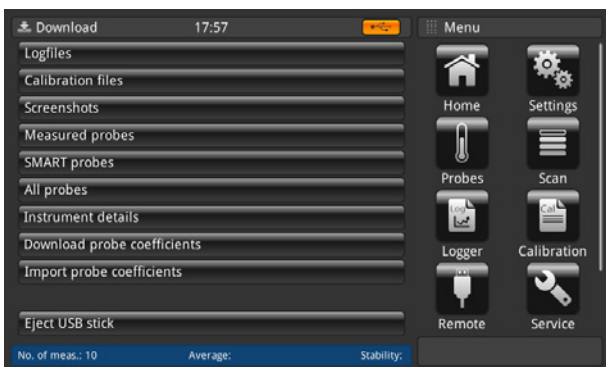 Download 17:57
Logfiles
Calibration files
Screenshots
Measured probes
SMART probes
All probes
Instrument details
Download probe coefficients
Import probe coefficients
Eject USB stick
No. of meas.: 10 Average: Stability:
Menu
Home Settings
Probes Scan
Log Cal
Logger Calibration
Remote Service